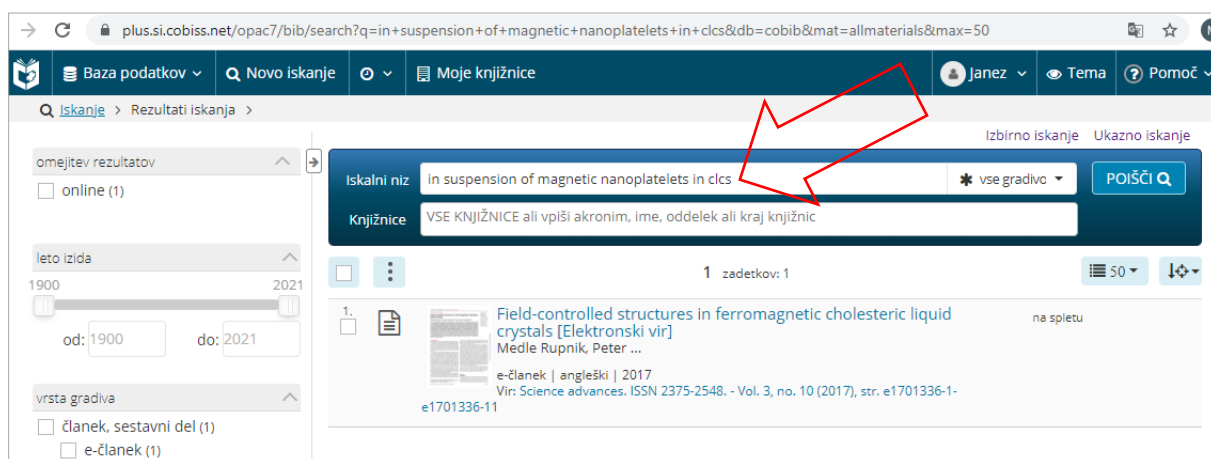 plus.si.cobiss.net/opac7/bib/search?q=in+suspension+of+magnetic+nanoplatelets+in+clcs&db=cobib&mat=allmaterials&max=50
Baza podatkov Novo iskanje Moje knjižnice Janez Tema Pomoč
Iskanje > Rezultati iskanja >
Izbirno iskanje Ukazno iskanje
omejitev rezultatov
online (1)
Iskalni niz in suspension of magnetic nanoplatelets in clcs vse gradivo POIŠČI
Knjižnice VSE KNJIŽNICE ali vpiši akronim, ime, oddelek ali kraj knjižnic
leto izida
1900 2021
od: 1900 do: 2021
1 zadetkov: 1 50
1. Field-controlled structures in ferromagnetic cholesteric liquid na spletu
crystals [Elektronski vir]
Medle Rupnik, Peter ...
e-članek | angleški | 2017
Vir: Science advances. ISSN 2375-2548. - Vol. 3, no. 10 (2017), str. e1701336-1-
e1701336-11
vrsta gradiva
članek, sestavni del (1)
e-članek (1)